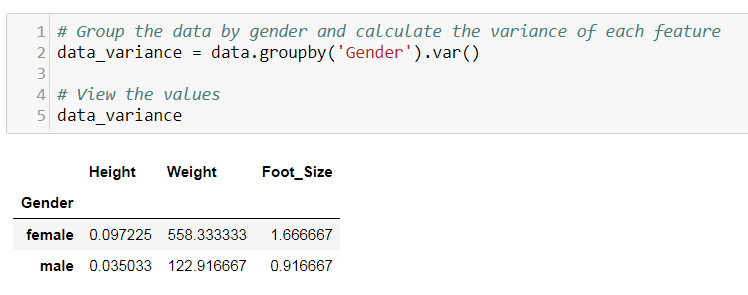 1 # Group the data by gender and calculate the variance of each feature
2 data_variance = data.groupby('Gender').var()
3
4 # View the values
5 data_variance
Height Weight Foot_Size
Gender
female 0.097225 558.333333 1.666667
male 0.035033 122.916667 0.916667